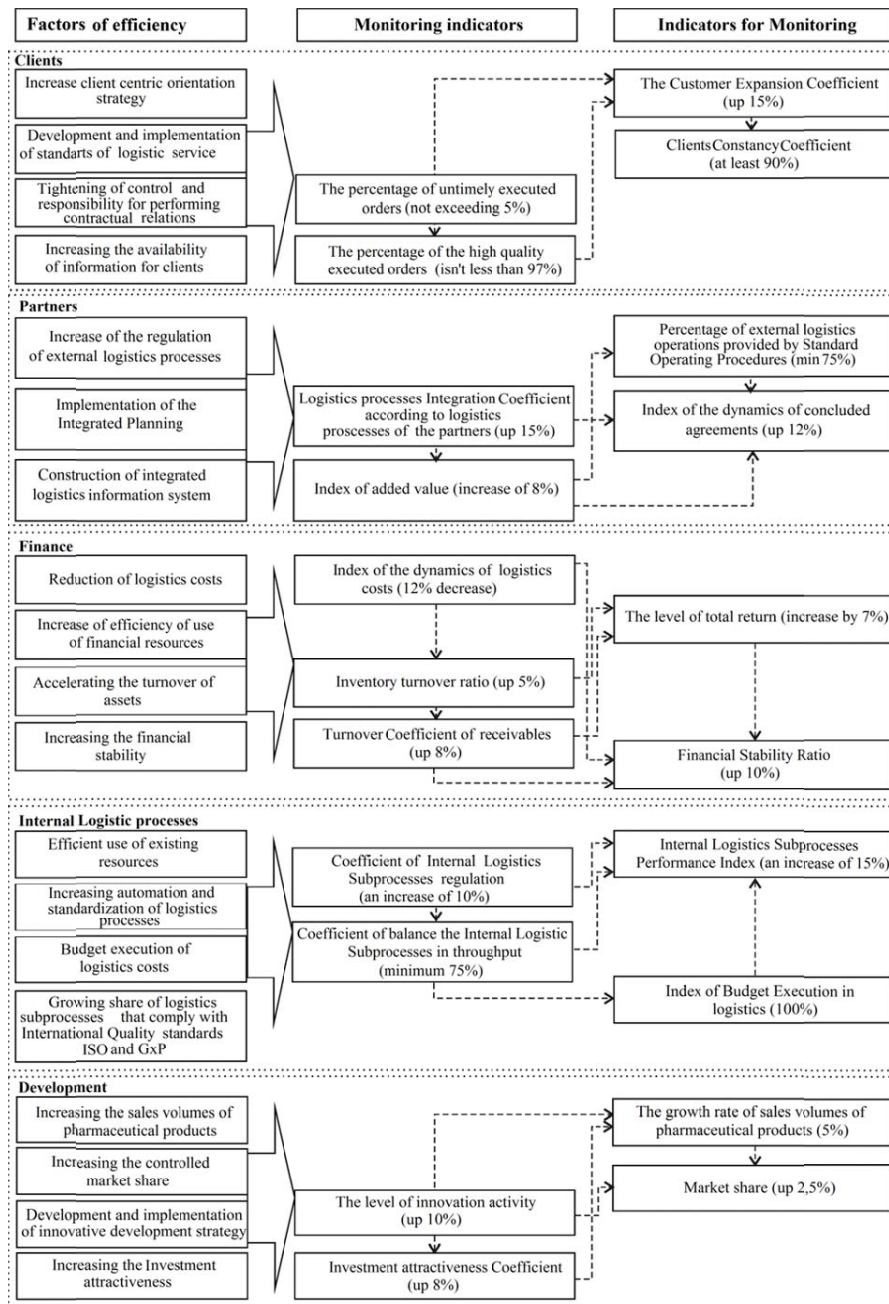 Factors of efficiency
Monitoring indicators
Indicators for Monitoring
Clients
Increase client centric orientation
strategy
Development and implementation
of standarts of logistic service
Tightening of control and
responsibility for performing
contractual relations
Increasing the availability
of information for clients
The percentage of untimely executed
orders (not exceeding 5%)
The percentage of the high quality
executed orders (isn't less than 97%)
The Customer Expansion Coefficient
(up 15%)
Clients Constancy Coefficient
(at least 90%)
Partners
Increase of the regulation
of external logistics processes
Implementation of the
Integrated Planning
Construction of integrated
logistics information system
Logistics processes Integration Coefficient
according to logistics
proscesses of the partners (up 15%)
Index of added value (increase of 8%)
Percentage of external logistics
operations provided by Standard
Operating Procedures (min 75%)
Index of the dynamics of concluded
agreements (up 12%)
Finance
Reduction of logistics costs
Increase of efficiency of use
of financial resources
Accelerating the turnover of
assets
Increasing the financial
stability
Index of the dynamics of logistics
costs (12% decrease)
Inventory turnover ratio (up 5%)
Turnover Coefficient of receivables
(up 8%)
The level of total return (increase by 7%)
Financial Stability Ratio
(up 10%)
Internal Logistic processes
Efficient use of existing
resources
Increasing automation and
standardization of logistics
processes
Budget execution of
logistics costs
Growing share of logistics
subprocesses that comply with
International Quality standards
ISO and GxP
Coefficient of Internal Logistics
Subprocesses regulation
(an increase of 10%)
Coefficient of balance the Internal Logistic
Subprocesses in throughput
(minimum 75%)
Internal Logistics Subprocesses
Performance Index (an increase of 15%)
Index of Budget Execution in
logistics (100%)
Development
Increasing the sales volumes of
pharmaceutical products
Increasing the controlled
market share
Development and implementation
of innovative development strategy
Increasing the Investment
attractiveness
The level of innovation activity
(up 10%)
Investment attractiveness Coefficient
(up 8%)
The growth rate of sales volumes of
pharmaceutical products (5%)
Market share (up 2,5%)